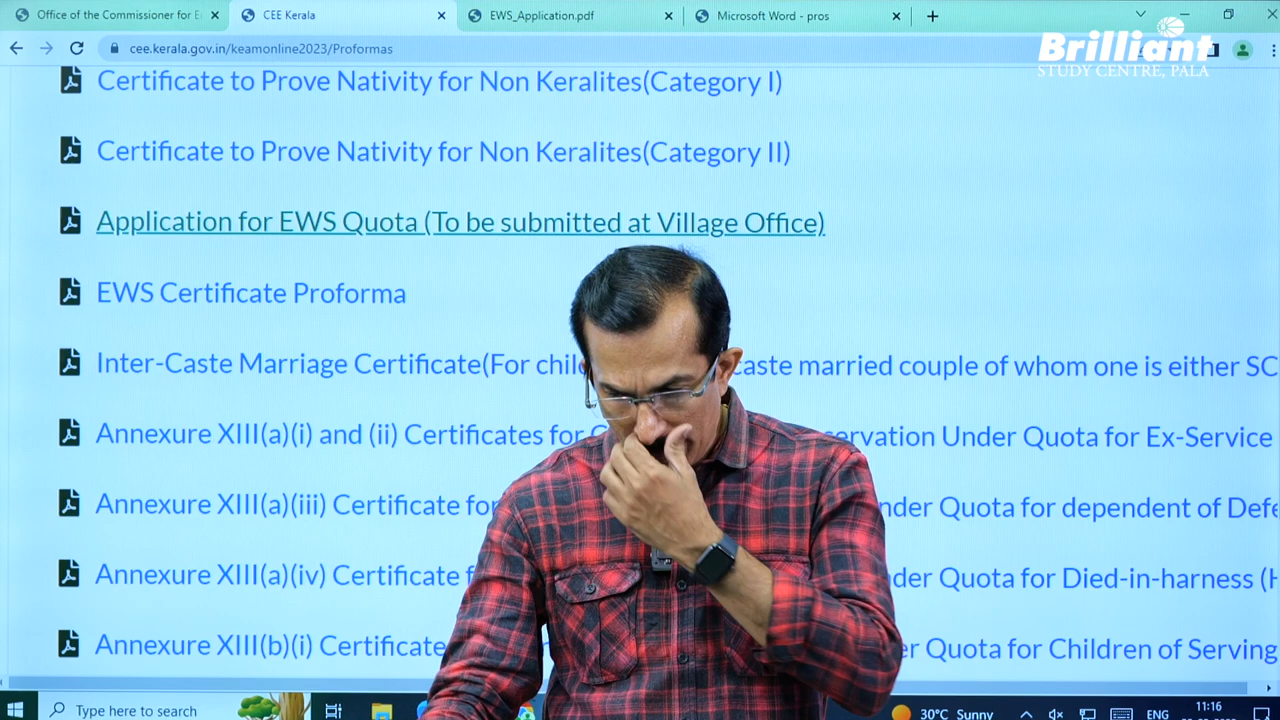 Office of the Commissioner for E
CEE Kerala
EWS_Application.pdf
Microsoft Word - pros
cee.kerala.gov.in/keamonline2023/Proformas
Brilliant
STUDY CENTRE, PALA
Certificate to Prove Nativity for Non Keralites(Category I)
Certificate to Prove Nativity for Non Keralites(Category II)
Application for EWS Quota (To be submitted at Village Office)
EWS Certificate Proforma
Inter-Caste Marriage Certificate(For chil caste married couple of whom one is either SC
Annexure XIII(a)(i) and (ii) Certificates for servation Under Quota for Ex-Service
Annexure XIII(a)(iii) Certificate for nder Quota for dependent of Defe
Annexure XIII(a)(iv) Certificate f der Quota for Died-in-harness (H
Annexure XIII(b)(i) Certificate r Quota for Children of Serving
Type here to search
30°C Sunny
ENG
11:16